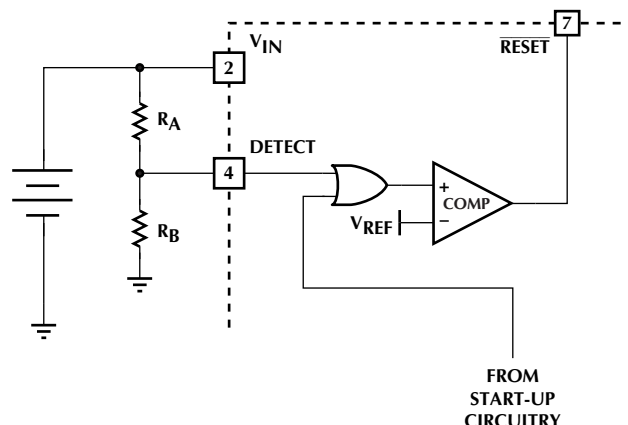 7
V_IN
RESET
2
R_A
DETECT
4
+
COMP
V_REF
−
R_B
FROM
START-UP
CIRCUITRY